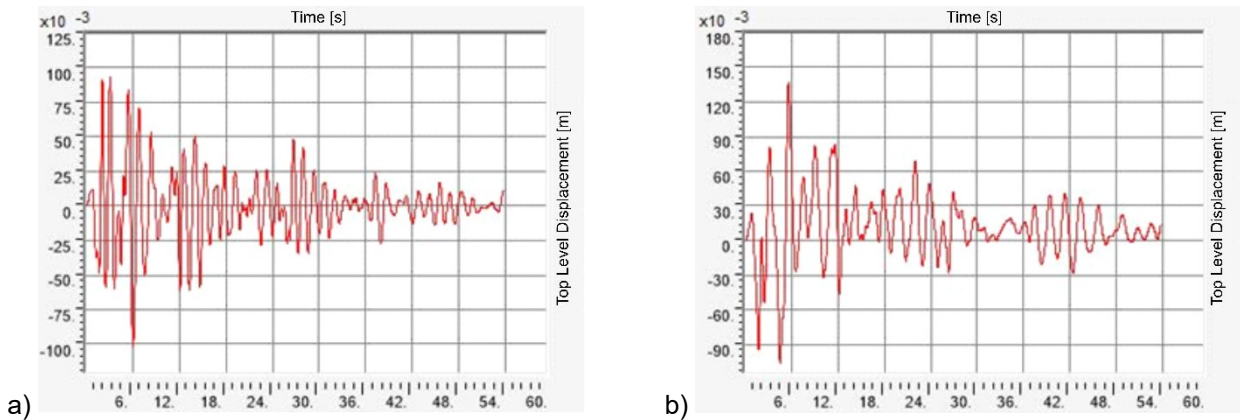 x10 -3 Time [s]
125.
100.
75.
50.
25.
0.
-25.
-50.
-75.
-100.
Top Level Displacement [m]
6. 12. 18. 24. 30. 36. 42. 48. 54. 60.
a)
x10 -3 Time [s]
180.
150.
120.
90.
60.
30.
0.
-30.
-60.
-90.
Top Level Displacement [m]
6. 12. 18. 24. 30. 36. 42. 48. 54. 60.
b)